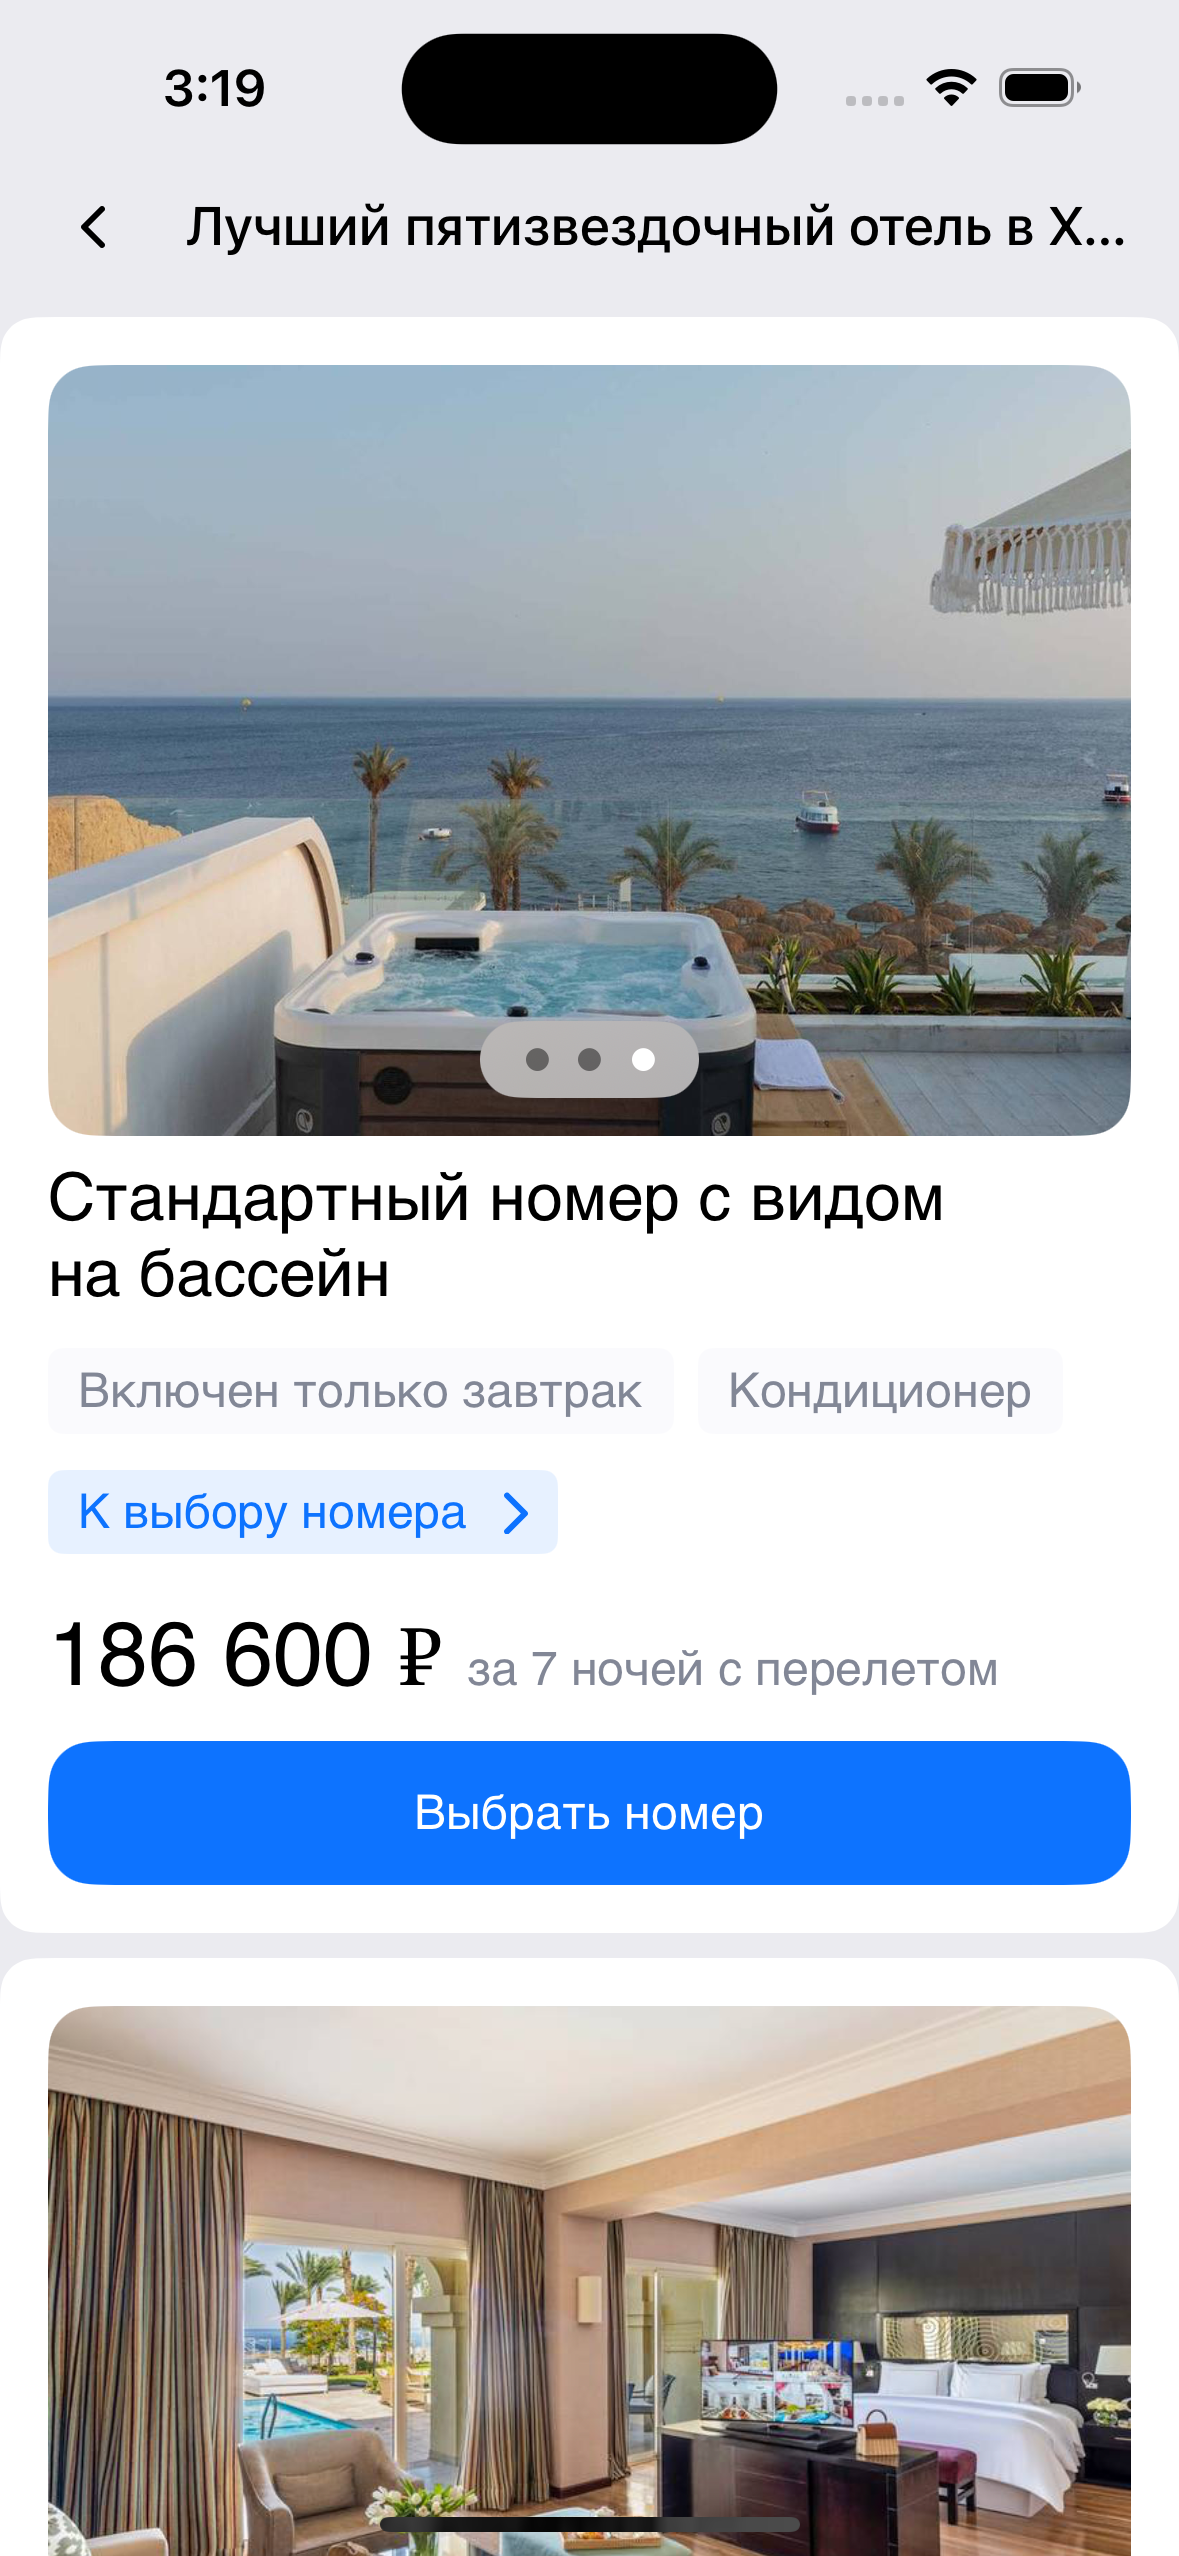 3:19
Лучший пятизвездочный отель в Х...
Стандартный номер с видом
на бассейн
Включен только завтрак
Кондиционер
К выбору номера
186 600 ₽ за 7 ночей с перелетом
Выбрать номер